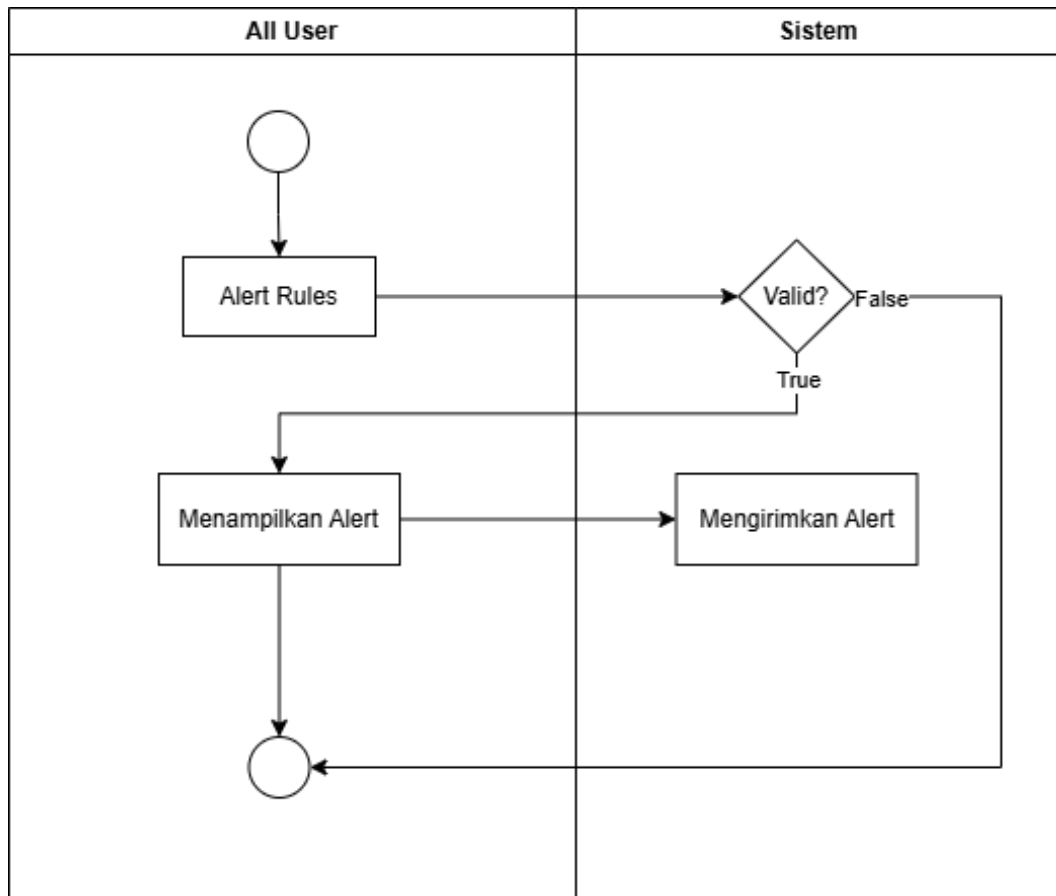 All User
Sistem
Alert Rules
Valid?
False
True
Menampilkan Alert
Mengirimkan Alert